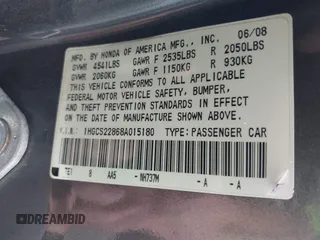 MFD. BY HONDA OF AMERICA MFG., INC. 06/08
GVWR 4541LBS GAWR F 2535LBS R 2050LBS
GVWR 2060KG GAWR F 1150KG R 930KG
THIS VEHICLE CONFORMS TO ALL APPLICABLE
FEDERAL MOTOR VEHICLE SAFETY, BUMPER,
AND THEFT PREVENTION STANDARDS IN EFFECT
ON THE DATE OF MANUFACTURE SHOWN ABOVE.
1HGCS22868A015180 TYPE:PASSENGER CAR
TE1 8 AA5 NH737M -A -A
DREAMBID